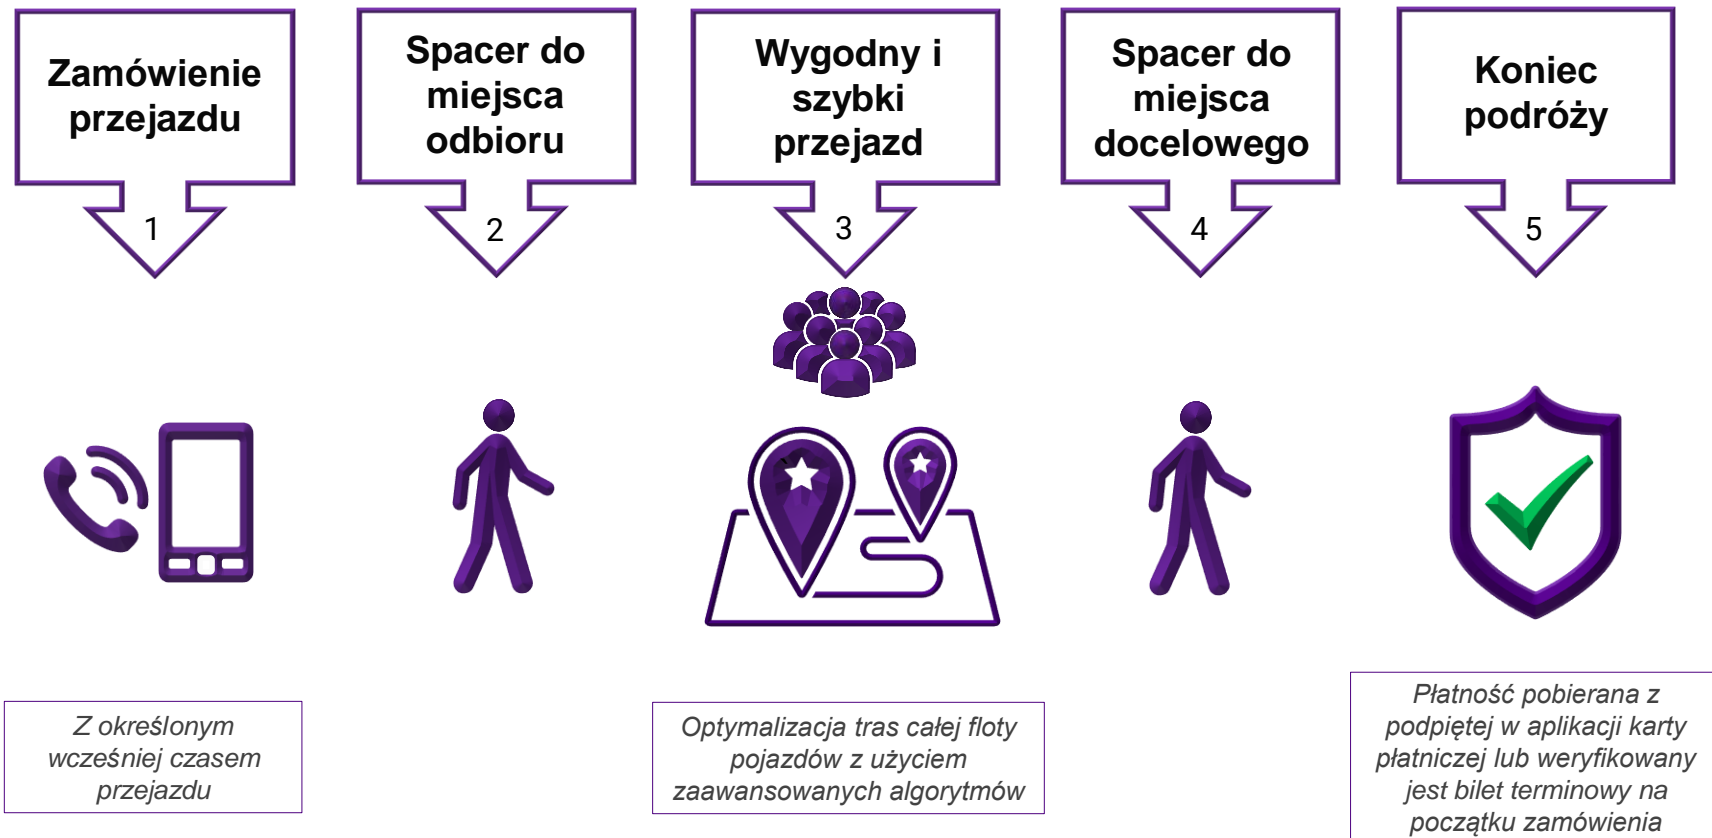 Zamówienie
przejazdu
1
Spacer do
miejsca
odbioru
2
Wygodny i
szybki
przejazd
3
Spacer do
miejsca
docelowego
4
Koniec
podróży
5
Z określonym
wcześniej czasem
przejazdu
Optymalizacja tras całej floty
pojazdów z użyciem
zaawansowanych algorytmów
Płatność pobierana z
podpiętej w aplikacji karty
płatniczej lub weryfikowany
jest bilet terminowy na
początku zamówienia